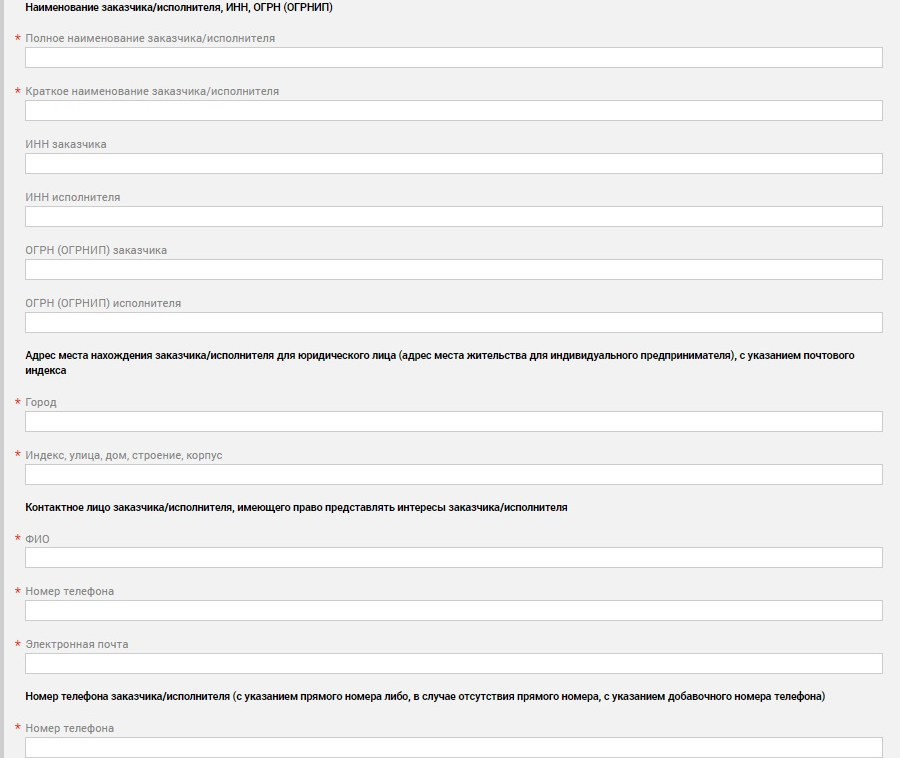 Наименование заказчика/исполнителя, ИНН, ОГРН (ОГРНИП)
* Полное наименование заказчика/исполнителя
* Краткое наименование заказчика/исполнителя
ИНН заказчика
ИНН исполнителя
ОГРН (ОГРНИП) заказчика
ОГРН (ОГРНИП) исполнителя
Адрес места нахождения заказчика/исполнителя для юридического лица (адрес места жительства для индивидуального предпринимателя), с указанием почтового
индекса
* Город
* Индекс, улица, дом, строение, корпус
Контактное лицо заказчика/исполнителя, имеющего право представлять интересы заказчика/исполнителя
* ФИО
* Номер телефона
* Электронная почта
Номер телефона заказчика/исполнителя (с указанием прямого номера либо, в случае отсутствия прямого номера, с указанием добавочного номера телефона)
* Номер телефона